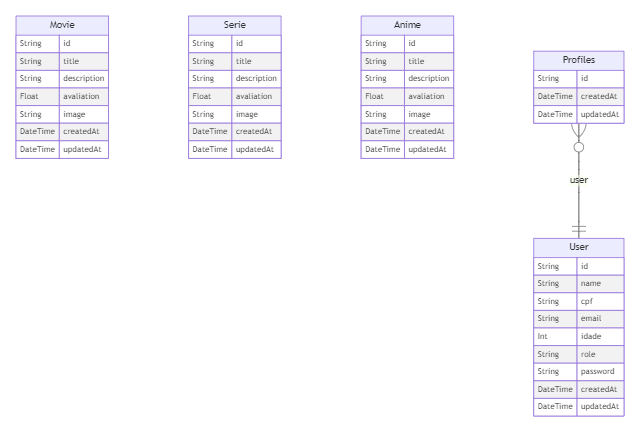 Movie
String id
String title
String description
Float avaliation
String image
DateTime createdAt
DateTime updatedAt
Serie
String id
String title
String description
Float avaliation
String image
DateTime createdAt
DateTime updatedAt
Anime
String id
String title
String description
Float avaliation
String image
DateTime createdAt
DateTime updatedAt
Profiles
String id
DateTime createdAt
DateTime updatedAt
user
User
String id
String name
String cpf
String email
Int idade
String role
String password
DateTime createdAt
DateTime updatedAt